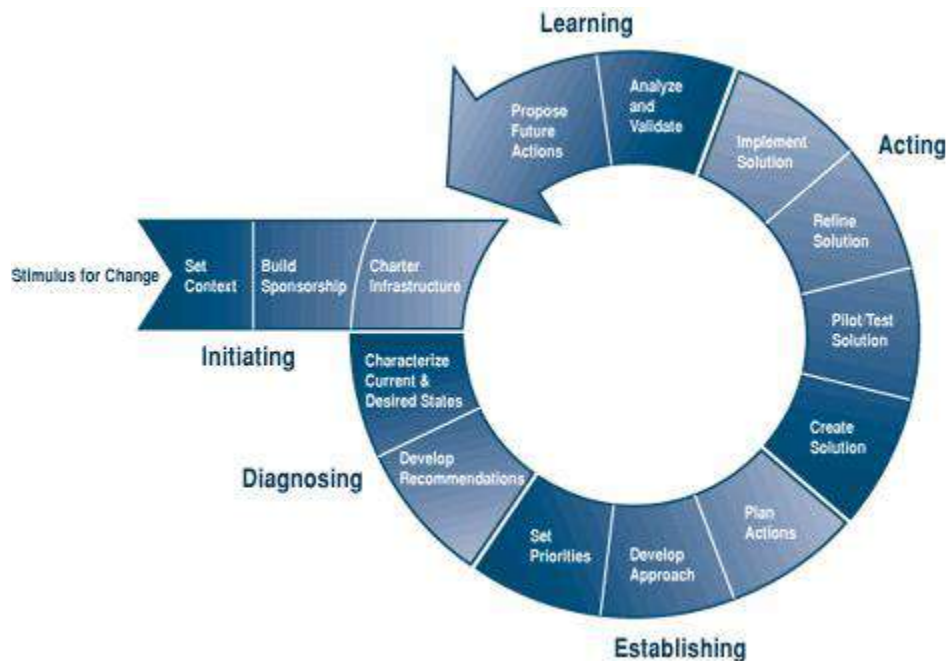 Learning
Analyze
and
Validate
Propose
Future
Actions
Implement
Solution
Acting
Refine
Solution
Stimulus for Change
Set
Context
Build
Sponsorship
Charter
Infrastructure
Pilot/Test
Solution
Initiating
Characterize
Current &
Desired States
Create
Solution
Diagnosing
Develop
Recommendations
Plan
Actions
Set
Priorities
Develop
Approach
Establishing